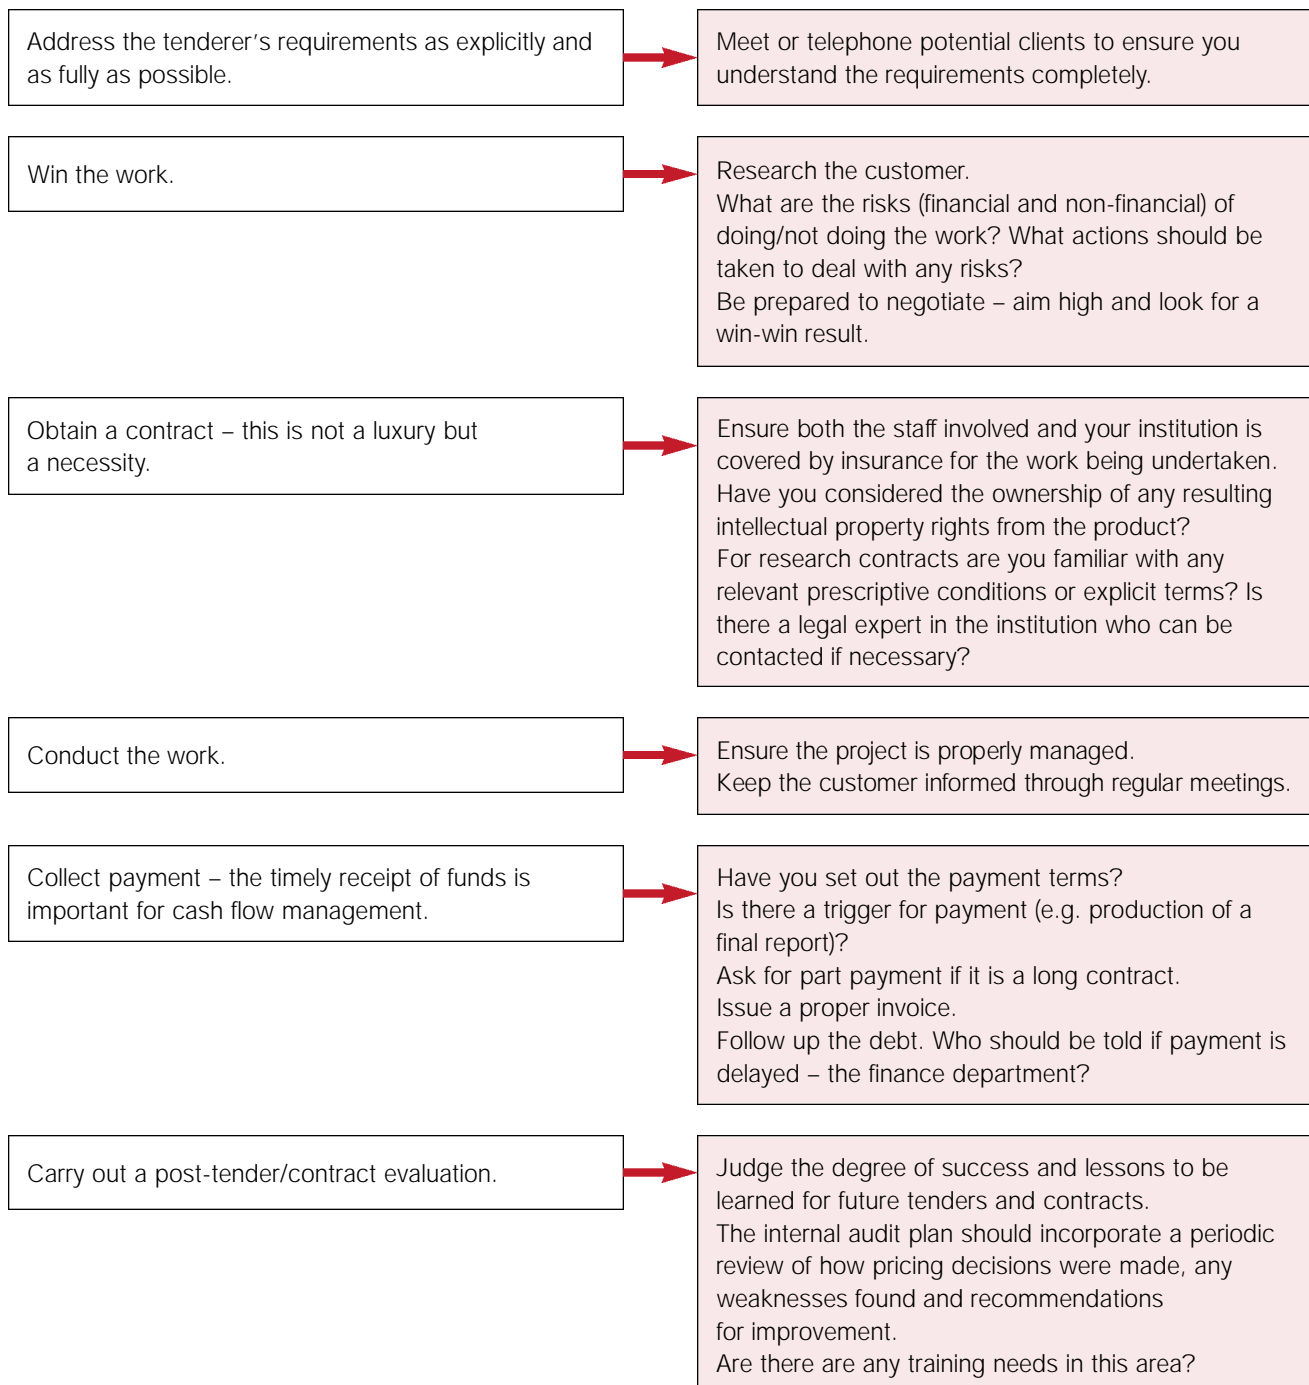 Address the tenderer's requirements as explicitly and
as fully as possible.
Meet or telephone potential clients to ensure you
understand the requirements completely.
Win the work.
Research the customer.
What are the risks (financial and non-financial) of
doing/not doing the work? What actions should be
taken to deal with any risks?
Be prepared to negotiate – aim high and look for a
win-win result.
Obtain a contract – this is not a luxury but
a necessity.
Ensure both the staff involved and your institution is
covered by insurance for the work being undertaken.
Have you considered the ownership of any resulting
intellectual property rights from the product?
For research contracts are you familiar with any
relevant prescriptive conditions or explicit terms? Is
there a legal expert in the institution who can be
contacted if necessary?
Conduct the work.
Ensure the project is properly managed.
Keep the customer informed through regular meetings.
Collect payment – the timely receipt of funds is
important for cash flow management.
Have you set out the payment terms?
Is there a trigger for payment (e.g. production of a
final report)?
Ask for part payment if it is a long contract.
Issue a proper invoice.
Follow up the debt. Who should be told if payment is
delayed – the finance department?
Carry out a post-tender/contract evaluation.
Judge the degree of success and lessons to be
learned for future tenders and contracts.
The internal audit plan should incorporate a periodic
review of how pricing decisions were made, any
weaknesses found and recommendations
for improvement.
Are there are any training needs in this area?